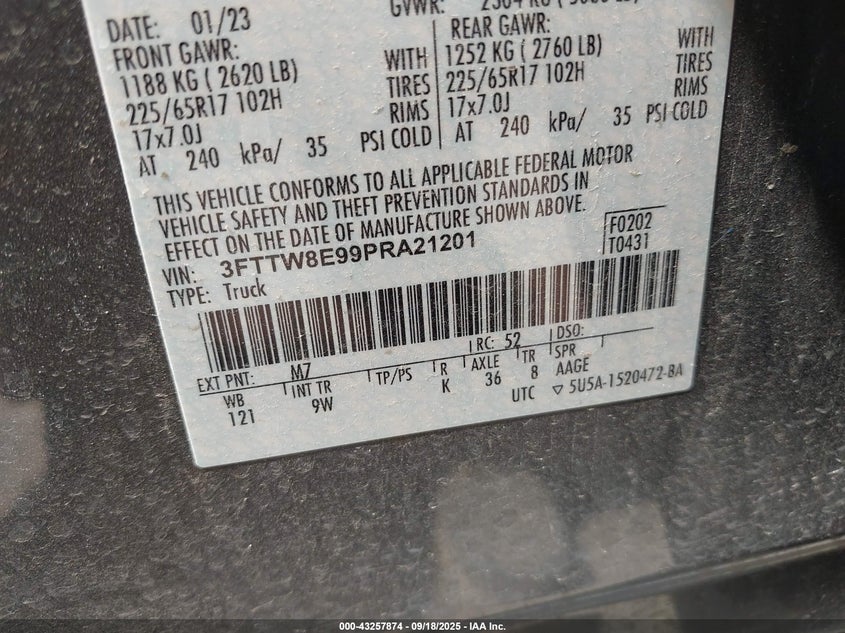 DATE: 01/23
GVWR:
FRONT GAWR:
1188 KG ( 2620 LB) WITH
225/65R17 102H TIRES
17x7.0J RIMS
AT 240 kPa/ 35 PSI COLD
REAR GAWR:
1252 KG ( 2760 LB) WITH
225/65R17 102H TIRES
17x7.0J RIMS
AT 240 kPa/ 35 PSI COLD
THIS VEHICLE CONFORMS TO ALL APPLICABLE FEDERAL MOTOR
VEHICLE SAFETY AND THEFT PREVENTION STANDARDS IN
EFFECT ON THE DATE OF MANUFACTURE SHOWN ABOVE.
VIN: 3FTTW8E99PRA21201
TYPE: Truck
F0202
T0431
EXT PNT: M7 RC: 52 DSO:
WB INT TR TP/PS R AXLE TR SPR
121 9W K 36 8 AAGE
UTC ▽ 5U5A-1520472-BA
000-43257874 - 09/18/2025 - IAA Inc.